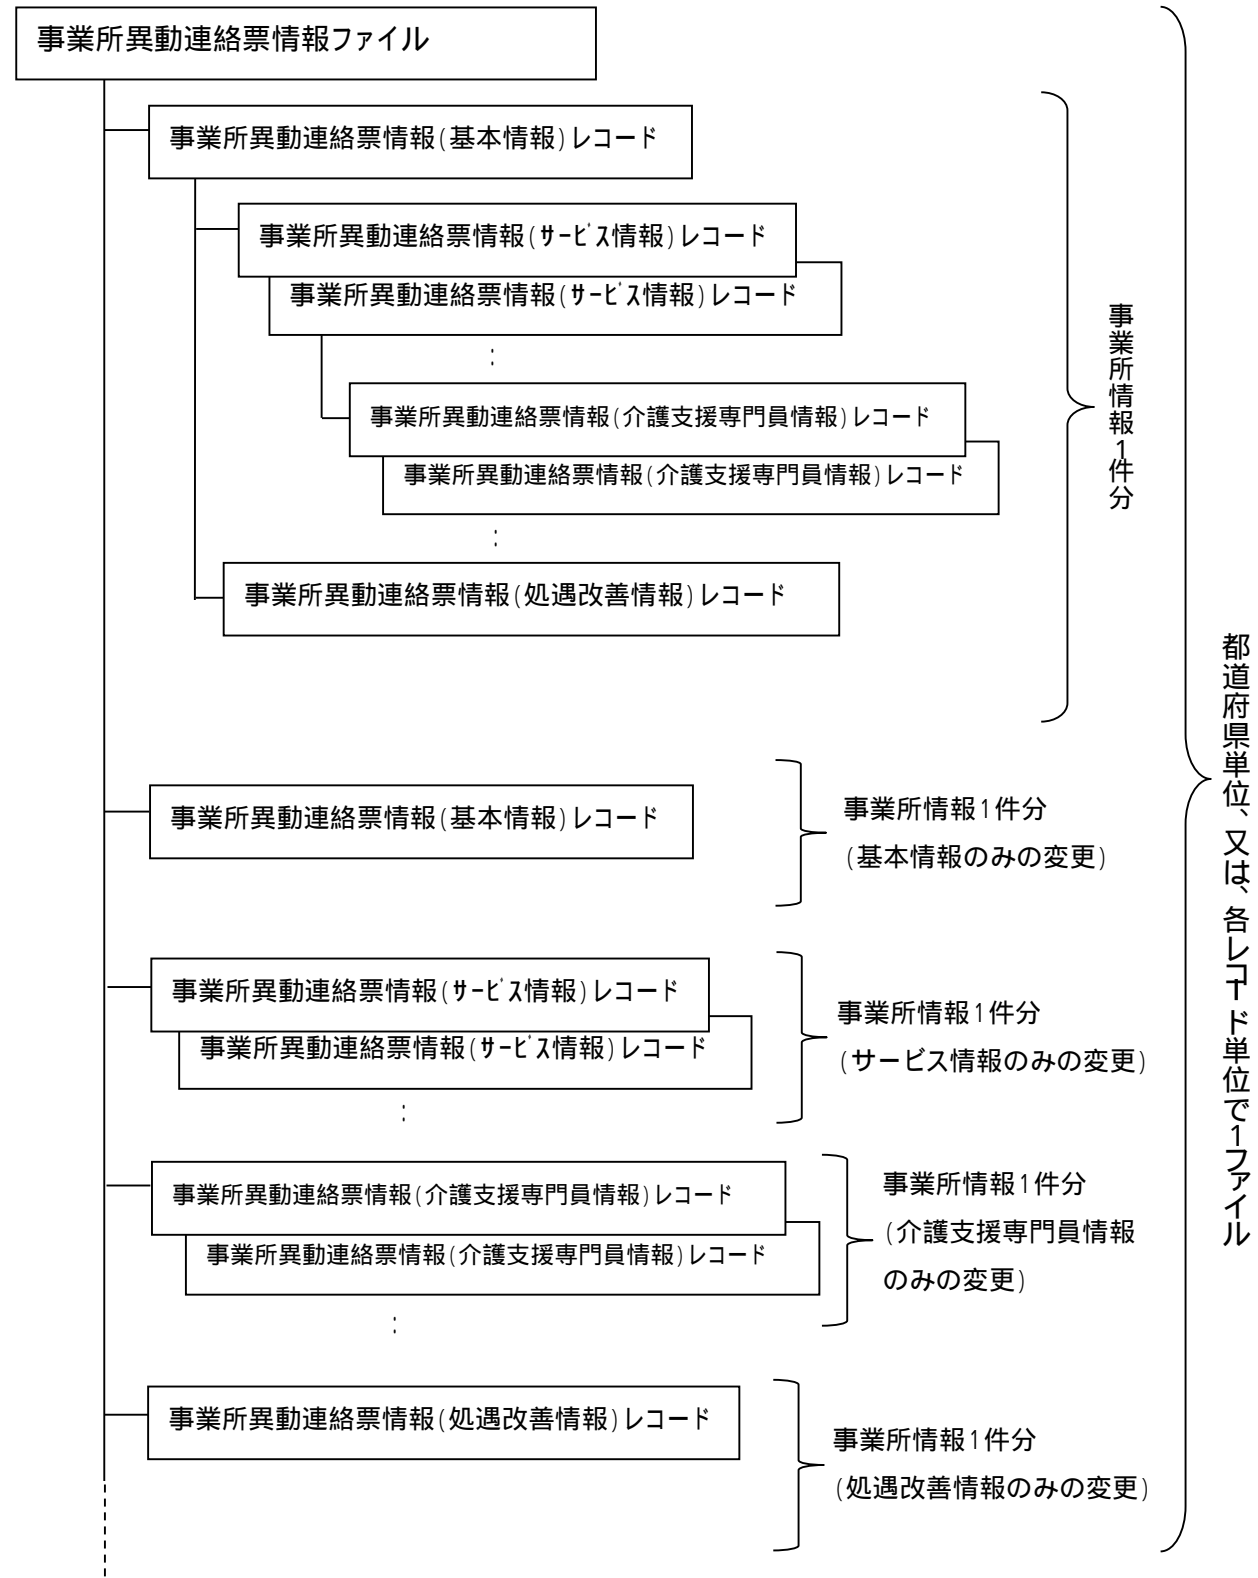 事業所異動連絡票情報ファイル
事業所異動連絡票情報(基本情報)レコード
事業所異動連絡票情報(ｻｰﾋﾞｽ情報)レコード
事業所異動連絡票情報(ｻｰﾋﾞｽ情報)レコード
:
事業所異動連絡票情報(介護支援専門員情報)レコード
事業所異動連絡票情報(介護支援専門員情報)レコード
:
事業所異動連絡票情報(処遇改善情報)レコード
事業所情報1件分
事業所異動連絡票情報(基本情報)レコード
事業所情報1件分
(基本情報のみの変更)
事業所異動連絡票情報(ｻｰﾋﾞｽ情報)レコード
事業所異動連絡票情報(ｻｰﾋﾞｽ情報)レコード
:
事業所情報1件分
(サービス情報のみの変更)
事業所異動連絡票情報(介護支援専門員情報)レコード
事業所異動連絡票情報(介護支援専門員情報)レコード
:
事業所情報1件分
(介護支援専門員情報
のみの変更)
事業所異動連絡票情報(処遇改善情報)レコード
事業所情報1件分
(処遇改善情報のみの変更)
都道府県単位、又は、各レコード単位で1ファイル